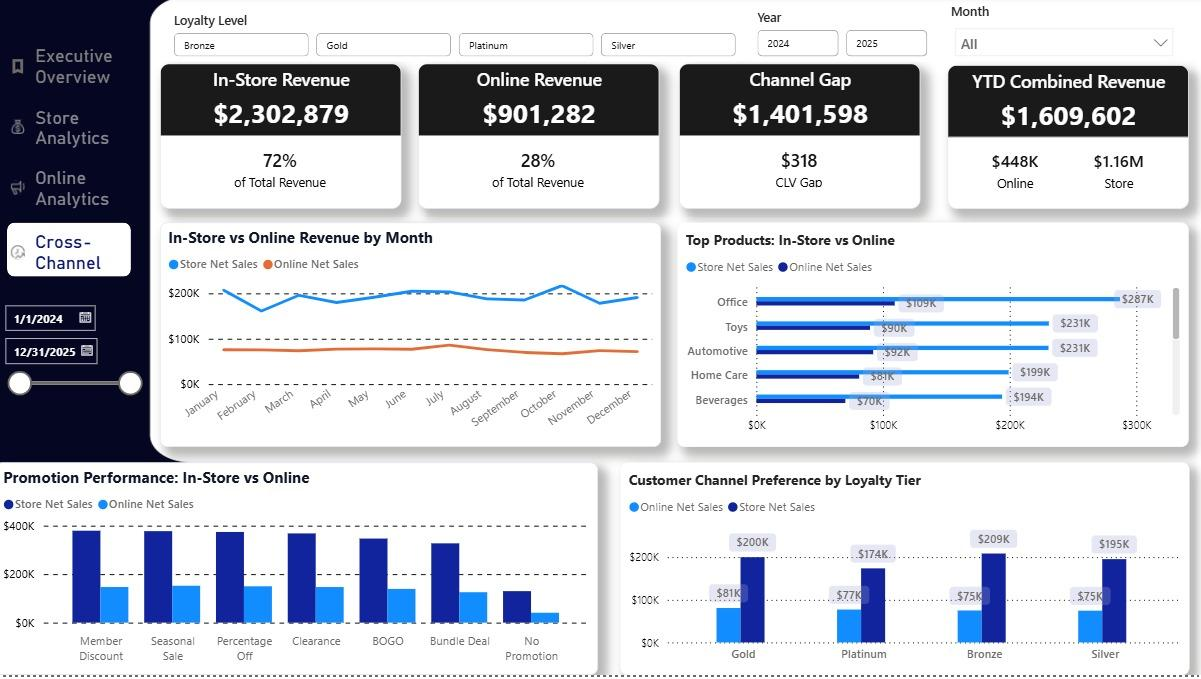 Executive
Overview
Store
Analytics
Online
Analytics
Cross-
Channel
1/1/2024
12/31/2025
Loyalty Level
Bronze
Gold
Platinum
Silver
Year
2024
2025
Month
All
In-Store Revenue
$2,302,879
72%
of Total Revenue
Online Revenue
$901,282
28%
of Total Revenue
Channel Gap
$1,401,598
$318
CLV Gap
YTD Combined Revenue
$1,609,602
$448K
Online
$1.16M
Store
In-Store vs Online Revenue by Month
Store Net Sales Online Net Sales
$200K
$100K
$0K
January
February
March
April
May
June
July
August
September
October
November
December
Top Products: In-Store vs Online
Store Net Sales Online Net Sales
Office $109K $287K
Toys $90K $231K
Automotive $92K $231K
Home Care $81K $199K
Beverages $70K $194K
$0K $100K $200K $300K
Promotion Performance: In-Store vs Online
Store Net Sales Online Net Sales
$400K
$200K
$0K
Member
Discount
Seasonal
Sale
Percentage
Off
Clearance
BOGO
Bundle Deal
No
Promotion
Customer Channel Preference by Loyalty Tier
Online Net Sales Store Net Sales
$200K
$100K
$0K
$81K $200K
$77K $174K
$75K $209K
$75K $195K
Gold Platinum Bronze Silver